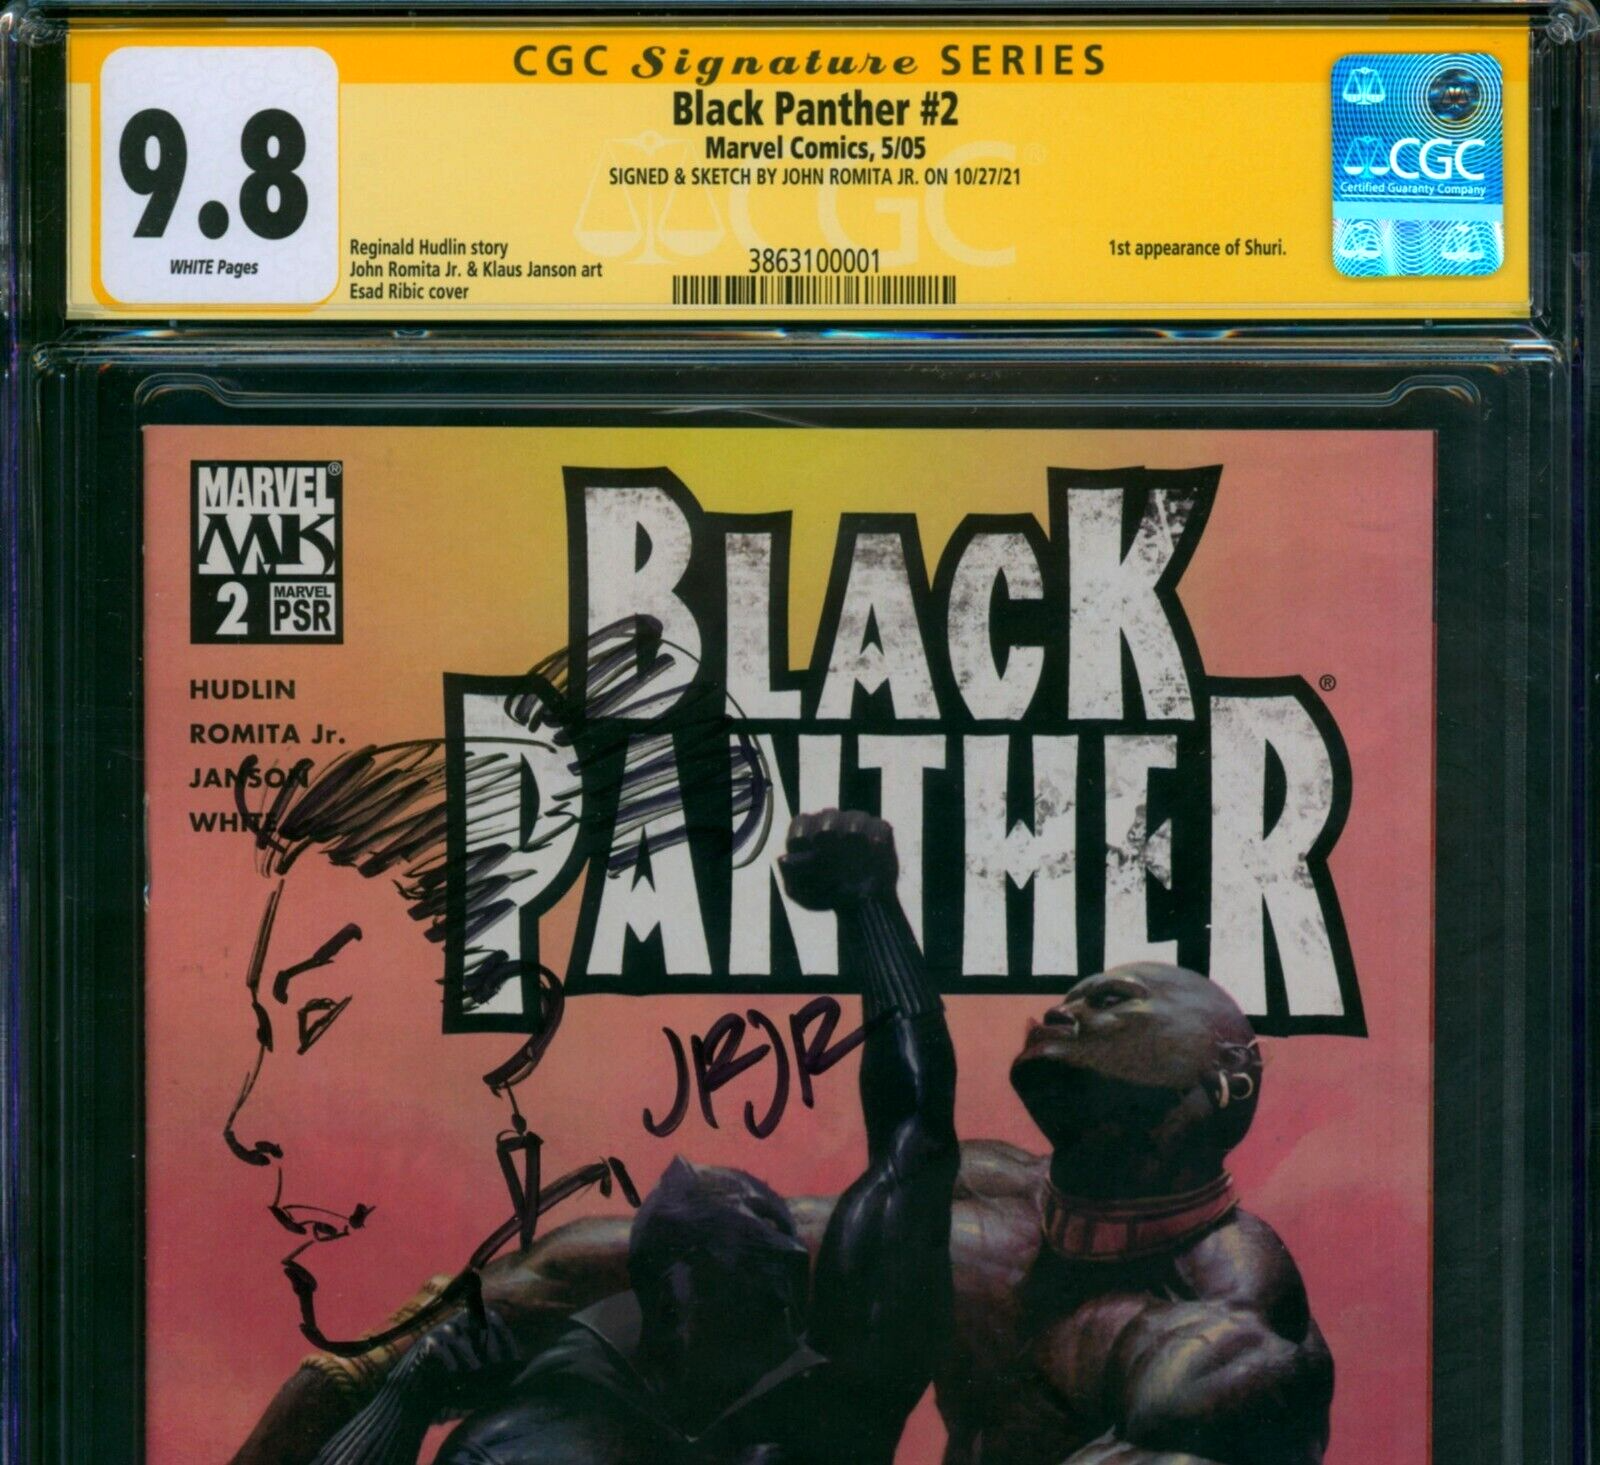 CGC Signature SERIES
Black Panther #2
Marvel Comics, 5/05
SIGNED & SKETCH BY JOHN ROMITA JR. ON 10/27/21
9.8
WHITE Pages
Reginald Hudlin story
John Romita Jr. & Klaus Janson art
Esad Ribic cover
3863100001
1st appearance of Shuri.
CGC
CGC
Certified Guaranty Company
MARVEL®
MK
2
MARVEL
PSR
HUDLIN
ROMITA Jr.
JANSON
WHITE
BLACK
PANTHER®
JRJR